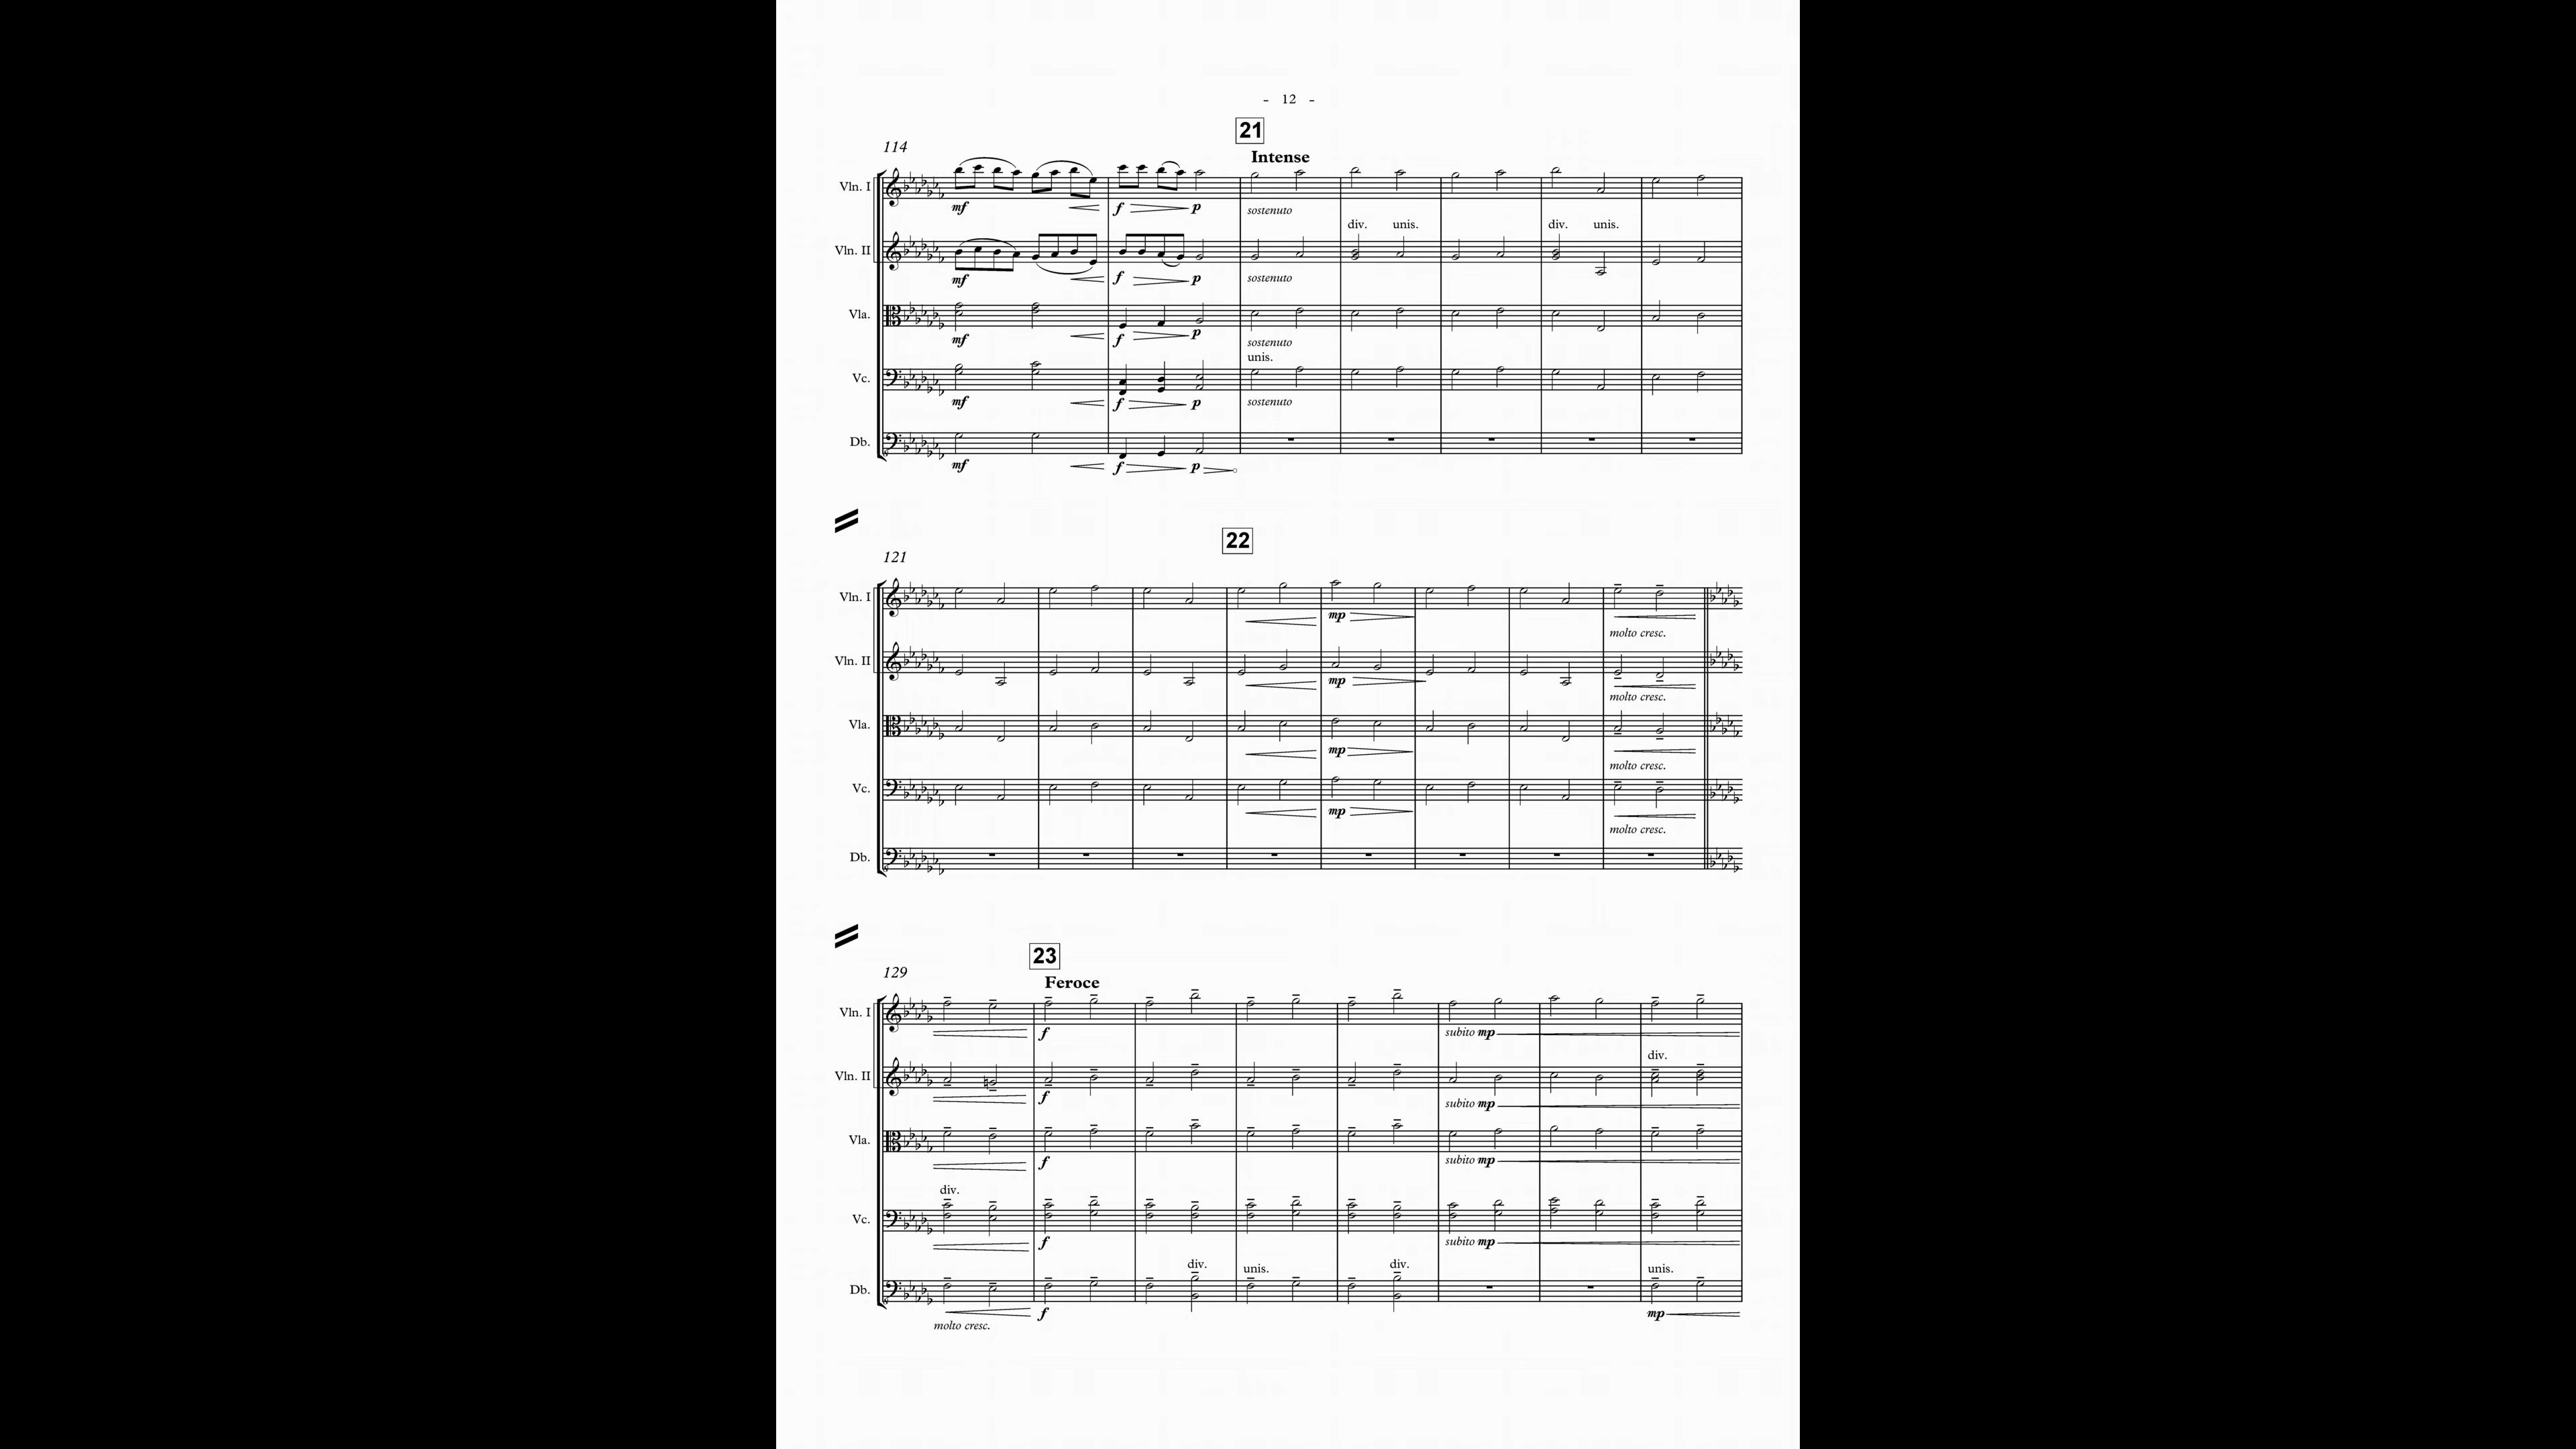 - 12 -
21
114
Intense
Vln. I
mf f p sostenuto
div. unis. div. unis.
Vln. II
mf f p sostenuto
Vla.
mf f p sostenuto
unis.
Vc.
mf f p sostenuto
Db.
mf f p
22
121
Vln. I
mp
molto cresc.
Vln. II
mp
molto cresc.
Vla.
mp
molto cresc.
Vc.
mp
molto cresc.
Db.
23
129
Feroce
Vln. I
f subito mp
div.
Vln. II
f subito mp
Vla.
f subito mp
div.
Vc.
f subito mp
div. unis. div. unis.
Db.
f mp
molto cresc.